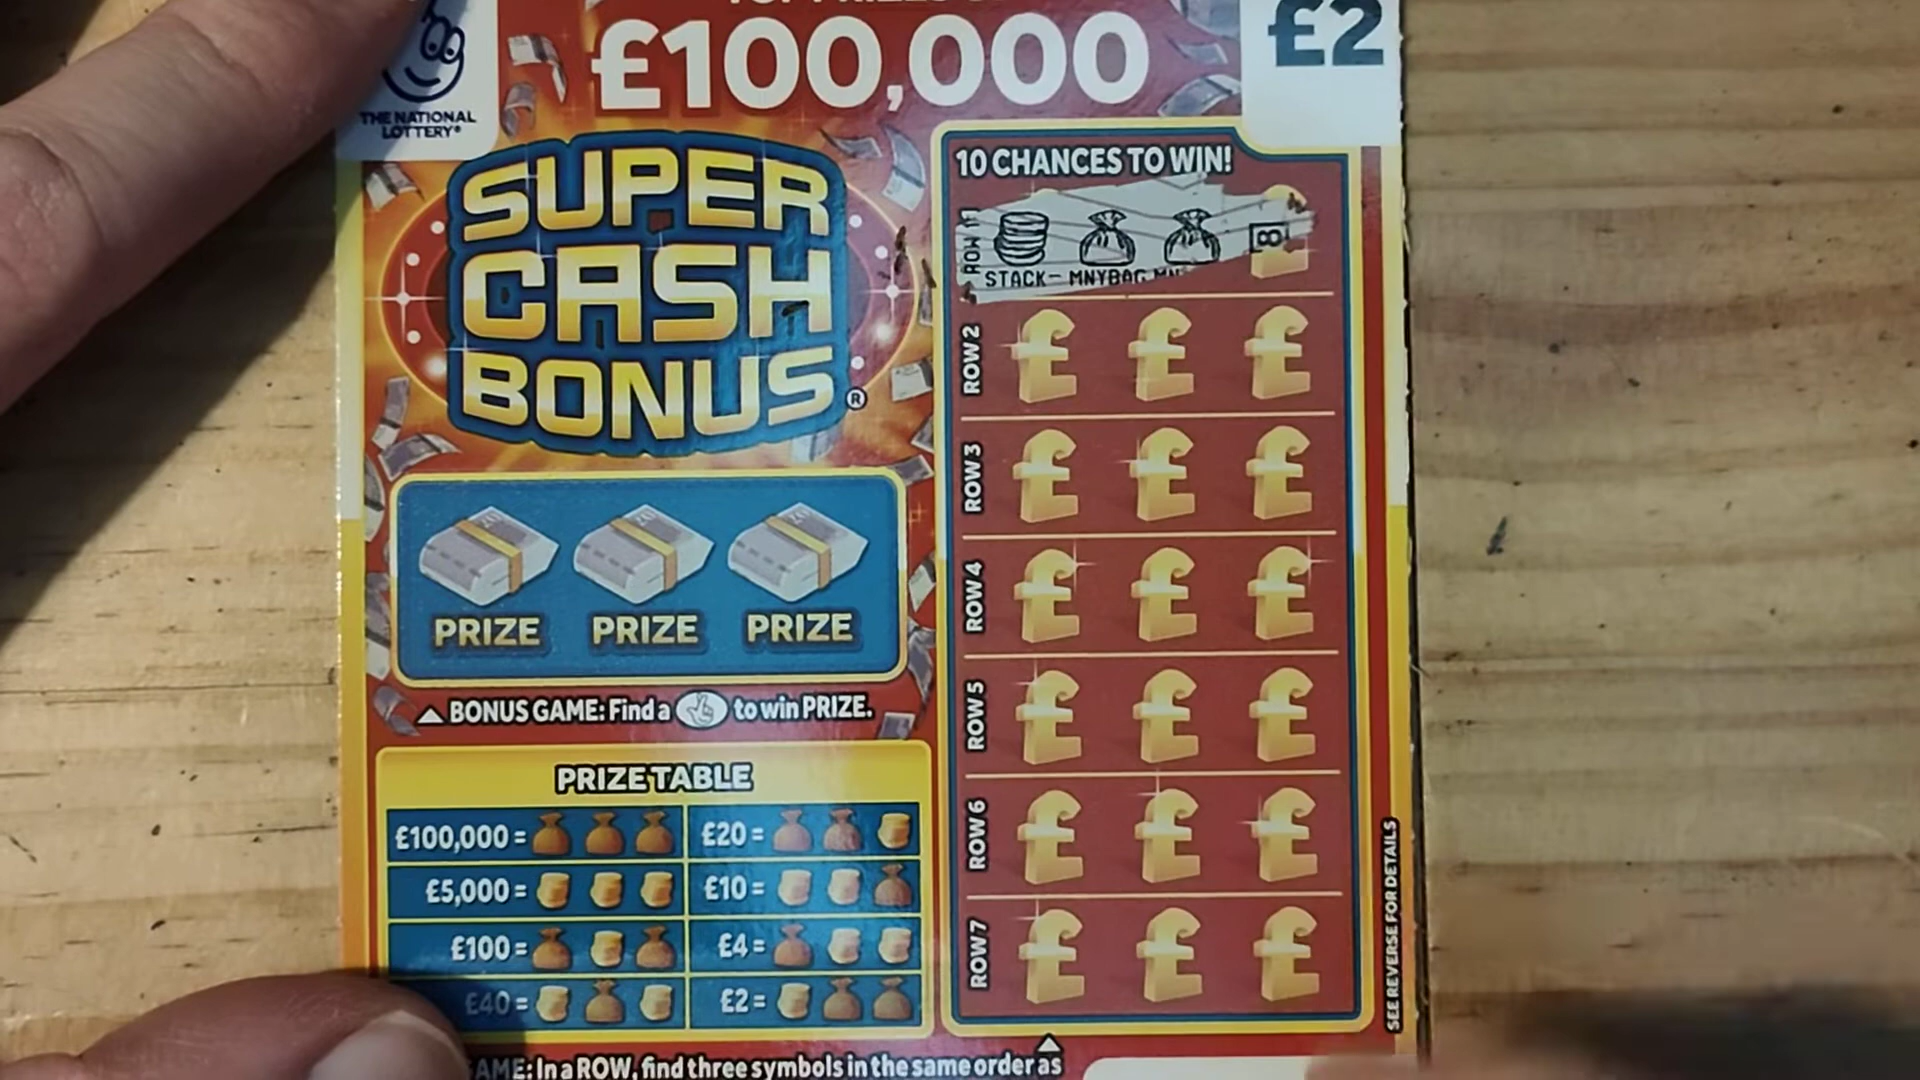 £100,000
£2
THE NATIONAL
LOTTERY®
SUPER
CASH
BONUS®
10 CHANCES TO WIN!
ROW 1
8
STACK- MNYBAG
ROW 2
ROW 3
ROW 4
ROW 5
ROW 6
ROW 7
PRIZE PRIZE PRIZE
BONUS GAME: Find a to win PRIZE.
PRIZE TABLE
£100,000 = £20 =
£5,000 = £10 =
£100 = £4 =
£40 = £2 =
SEE REVERSE FOR DETAILS
AME: In a ROW, find three symbols in the same order as